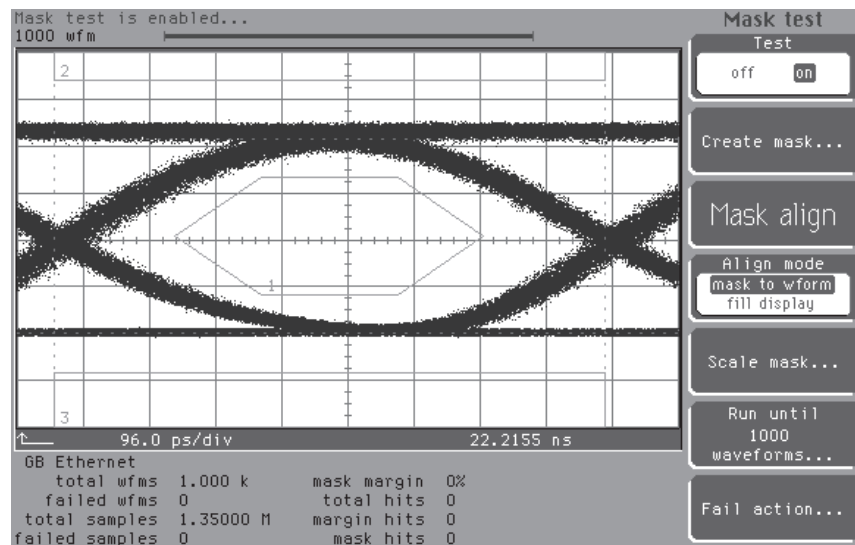 Mask test is enabled...
1000 wfm
2
1
3
96.0 ps/div 22.2155 ns
GB Ethernet
total wfms 1.000 k mask margin 0%
failed wfms 0 total hits 0
total samples 1.35000 M margin hits 0
failed samples 0 mask hits 0
Mask test
Test
off on
Create mask...
Mask align
Align mode
mask to wform
fill display
Scale mask...
Run until
1000
waveforms...
Fail action...